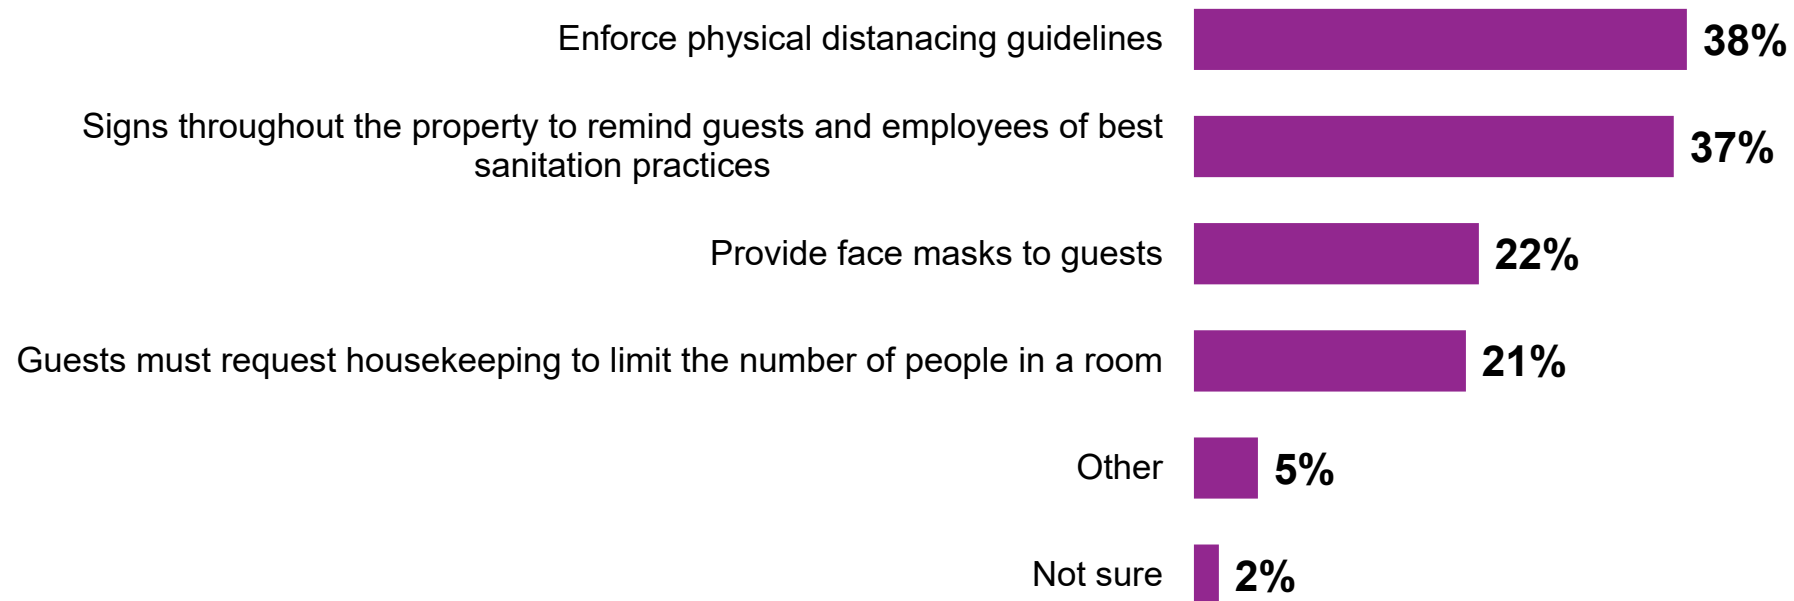 Enforce physical distanacing guidelines 38%
Signs throughout the property to remind guests and employees of best
sanitation practices 37%
Provide face masks to guests 22%
Guests must request housekeeping to limit the number of people in a room 21%
Other 5%
Not sure 2%